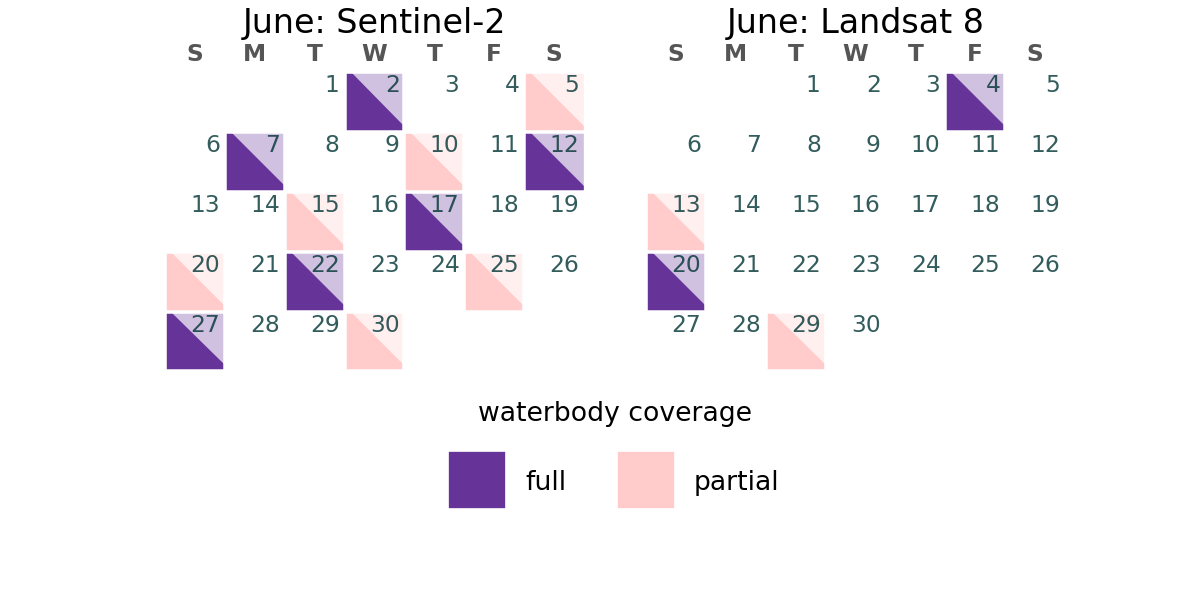 June: Sentinel-2
S M T W T F S
1 2 3 4 5
6 7 8 9 10 11 12
13 14 15 16 17 18 19
20 21 22 23 24 25 26
27 28 29 30
June: Landsat 8
S M T W T F S
1 2 3 4 5
6 7 8 9 10 11 12
13 14 15 16 17 18 19
20 21 22 23 24 25 26
27 28 29 30
waterbody coverage
full partial